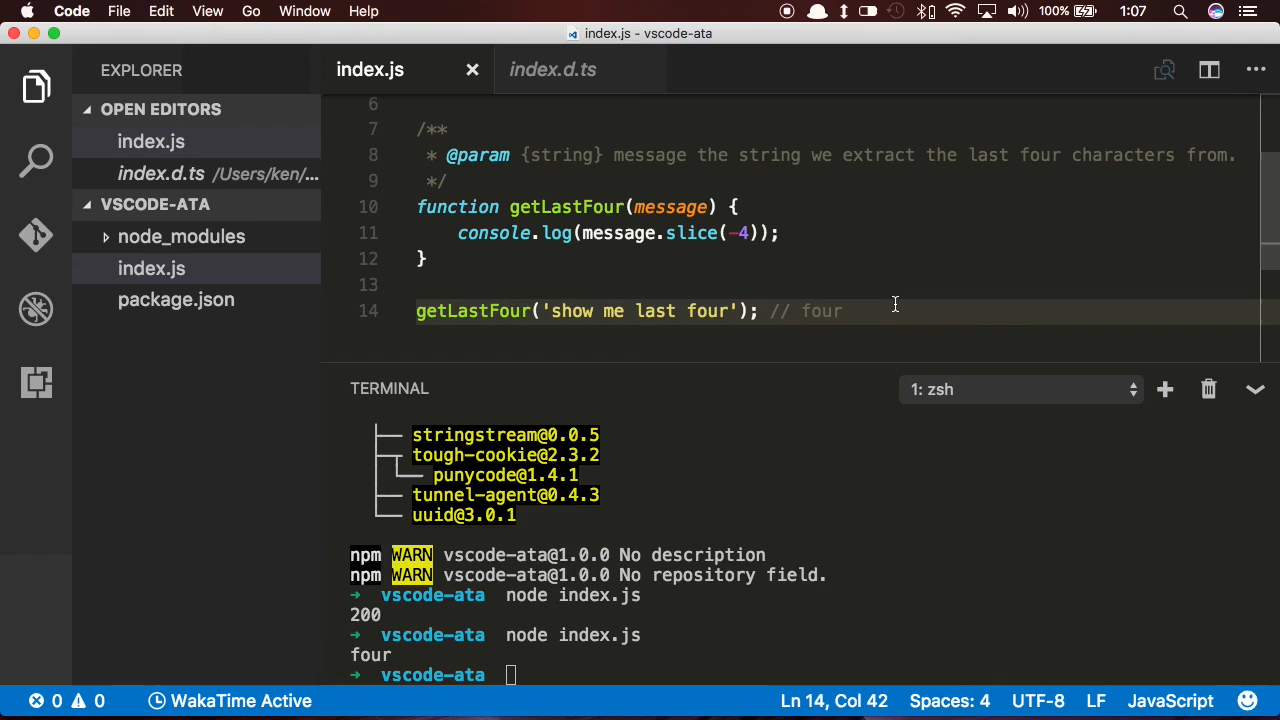 Code File Edit View Go Window Help 100% 1:07
index.js - vscode-ata
EXPLORER
OPEN EDITORS
index.js
index.d.ts /Users/ken/...
VSCODE-ATA
node_modules
index.js
package.json
index.js index.d.ts
6
7 /**
8 * @param {string} message the string we extract the last four characters from.
9 */
10 function getLastFour(message) {
11 console.log(message.slice(-4));
12 }
13
14 getLastFour('show me last four'); // four
TERMINAL 1: zsh
stringstream@0.0.5
tough-cookie@2.3.2
punycode@1.4.1
tunnel-agent@0.4.3
uuid@3.0.1
npm WARN vscode-ata@1.0.0 No description
npm WARN vscode-ata@1.0.0 No repository field.
→ vscode-ata node index.js
200
→ vscode-ata node index.js
four
→ vscode-ata
0 0 WakaTime Active Ln 14, Col 42 Spaces: 4 UTF-8 LF JavaScript